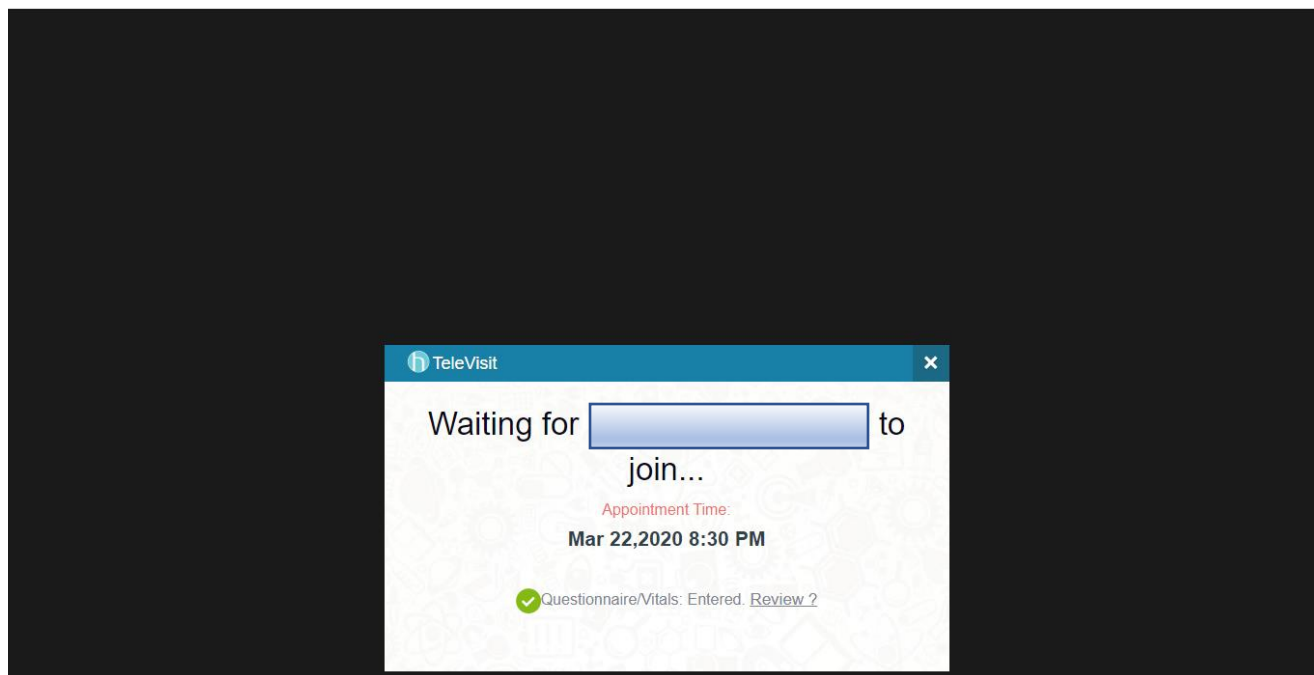 TeleVisit
Waiting for to
join...
Appointment Time:
Mar 22,2020 8:30 PM
Questionnaire/Vitals: Entered. Review ?